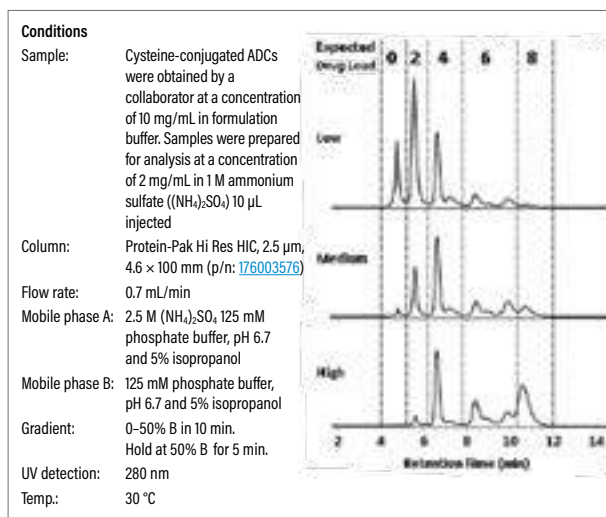 Conditions
Sample: Cysteine-conjugated ADCs
were obtained by a
collaborator at a concentration
of 10 mg/mL in formulation
buffer. Samples were prepared
for analysis at a concentration
of 2 mg/mL in 1 M ammonium
sulfate ((NH₄)₂SO₄) 10 µL
injected
Column: Protein-Pak Hi Res HIC, 2.5 µm,
4.6 × 100 mm (p/n: 176003576)
Flow rate: 0.7 mL/min
Mobile phase A: 2.5 M (NH₄)₂SO₄ 125 mM
phosphate buffer, pH 6.7
and 5% isopropanol
Mobile phase B: 125 mM phosphate buffer,
pH 6.7 and 5% isopropanol
Gradient: 0–50% B in 10 min.
Hold at 50% B for 5 min.
UV detection: 280 nm
Temp.: 30 °C
Expected
Drug Load 0 2 4 6 8
Low
Medium
High
2 4 6 8 10 12 14
Retention Time (min)